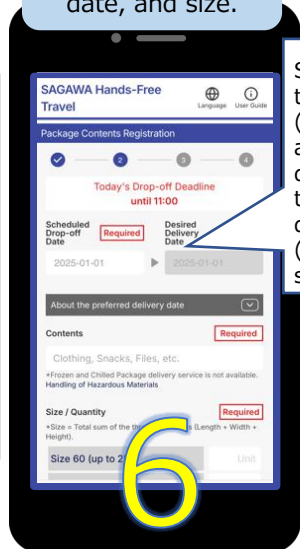 date, and size.
SAGAWA Hands-Free
Travel
Language
User Guide
Package Contents Registration
2
3
4
Today's Drop-off Deadline
until 11:00
Scheduled
Drop-off
Date
Required
Desired
Delivery
Date
2025-01-01
2025-01-01
About the preferred delivery date
Contents
Required
Clothing, Snacks, Files, etc.
*Frozen and Chilled Package delivery service is not available.
Handling of Hazardous Materials
Size / Quantity
Required
*Size = Total sum of the (Length + Width +
Height).
Size 60 (up to
Unit
6